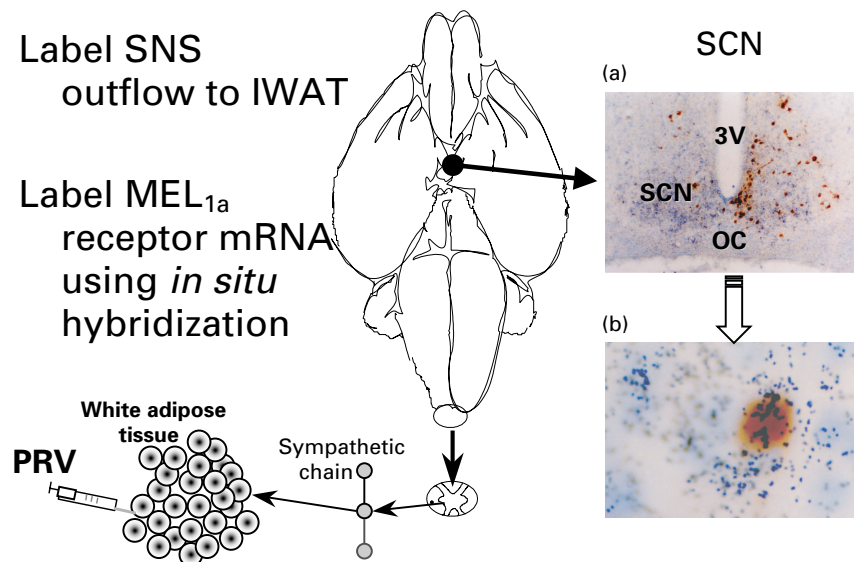 Label SNS
outflow to IWAT
Label MEL1a
receptor mRNA
using in situ
hybridization
White adipose
tissue
PRV
Sympathetic
chain
SCN
(a)
3V
SCN
OC
(b)